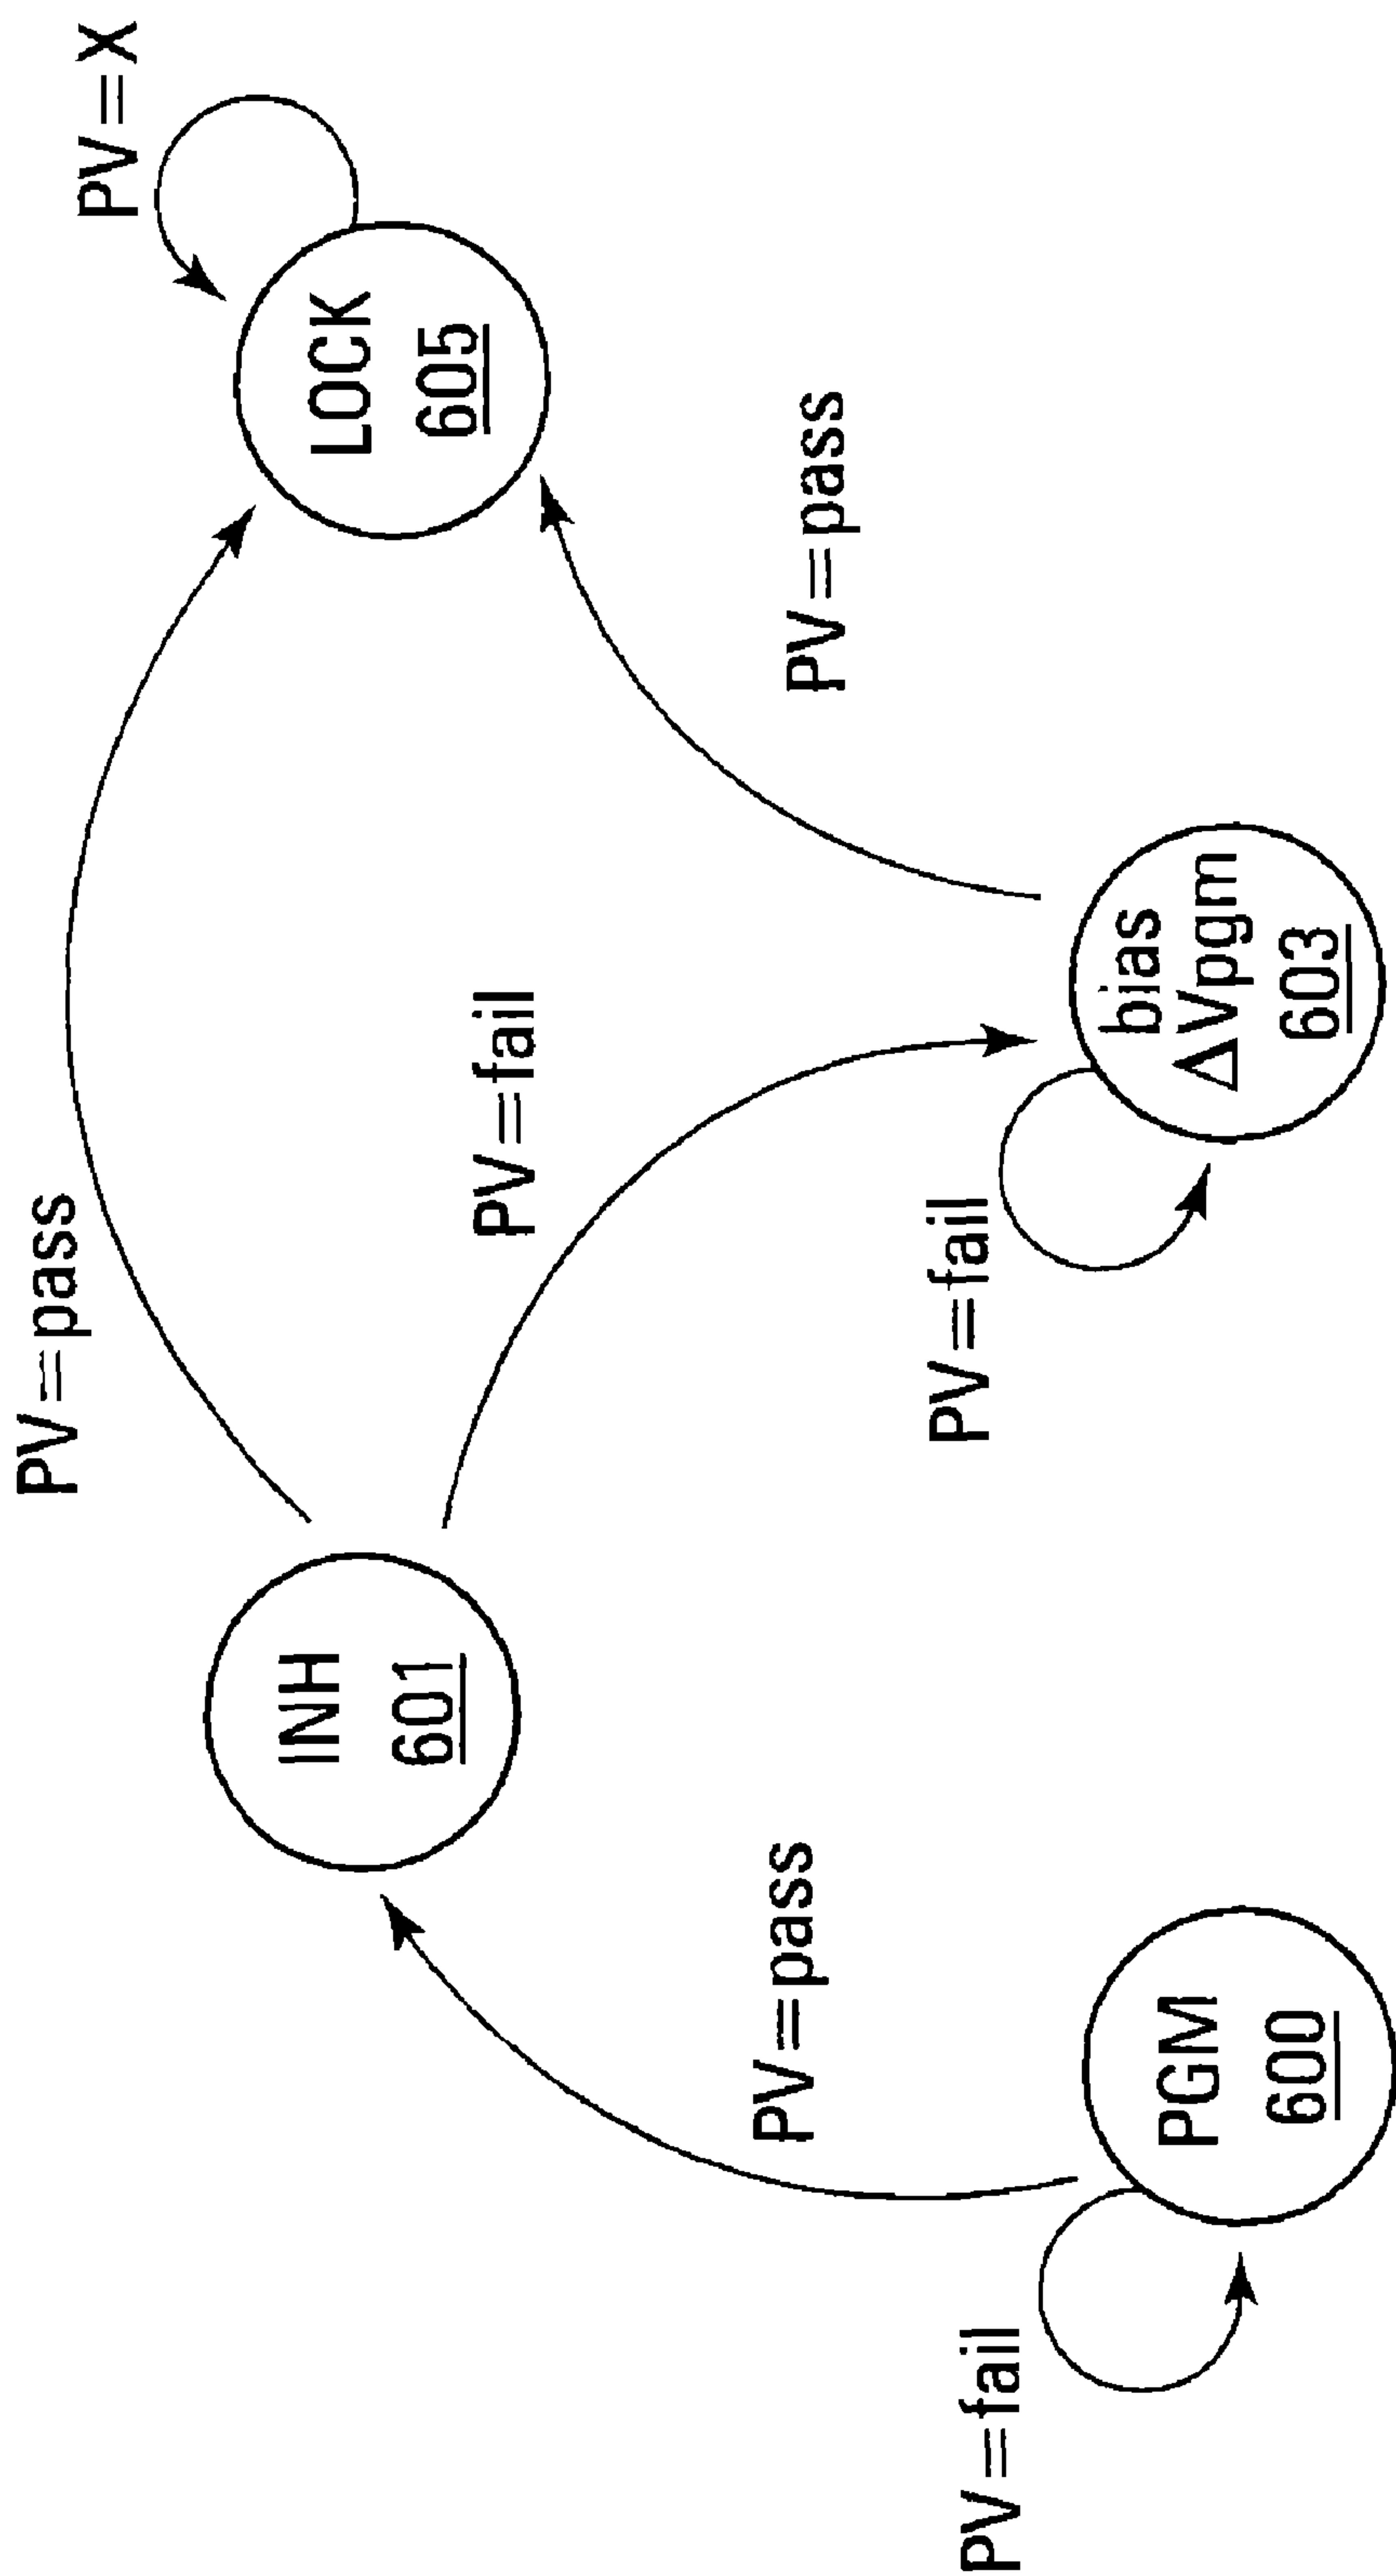 PV=pass
PV=X
INH
601
LOCK
605
PV=fail
PV=pass
PV=pass
PV=fail
PV=fail
PGM
600
bias
ΔVpgm
603